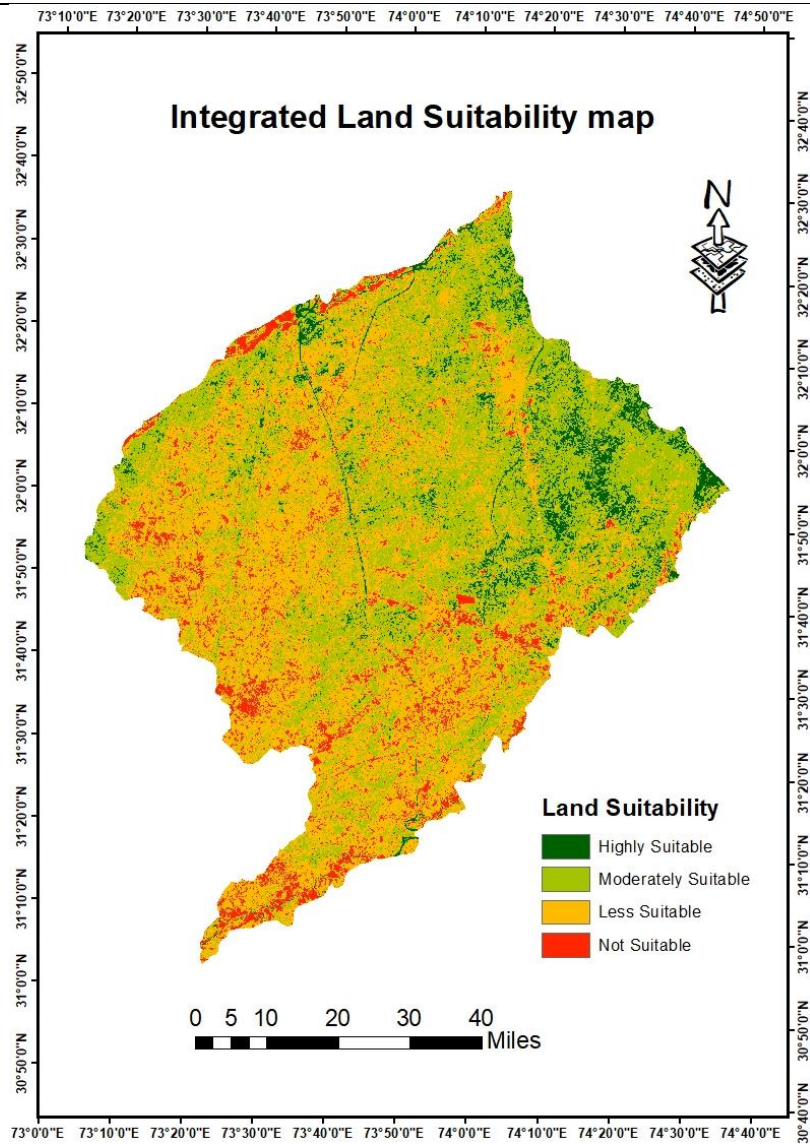 73°10'0"E 73°20'0"E 73°30'0"E 73°40'0"E 73°50'0"E 74°0'0"E 74°10'0"E 74°20'0"E 74°30'0"E 74°40'0"E 74°50'0"E
Integrated Land Suitability map
N
32°50'0"N
32°40'0"N
32°30'0"N
32°20'0"N
32°10'0"N
32°0'0"N
31°50'0"N
31°40'0"N
31°30'0"N
31°20'0"N
31°10'0"N
31°0'0"N
30°50'0"N
32°40'0"N
32°30'0"N
32°20'0"N
32°10'0"N
32°0'0"N
31°50'0"N
31°40'0"N
31°30'0"N
31°20'0"N
31°10'0"N
31°0'0"N
30°50'0"N
30°40'0"N
Land Suitability
Highly Suitable
Moderately Suitable
Less Suitable
Not Suitable
0 5 10 20 30 40
Miles
73°0'0"E 73°10'0"E 73°20'0"E 73°30'0"E 73°40'0"E 73°50'0"E 74°0'0"E 74°10'0"E 74°20'0"E 74°30'0"E 74°40'0"E